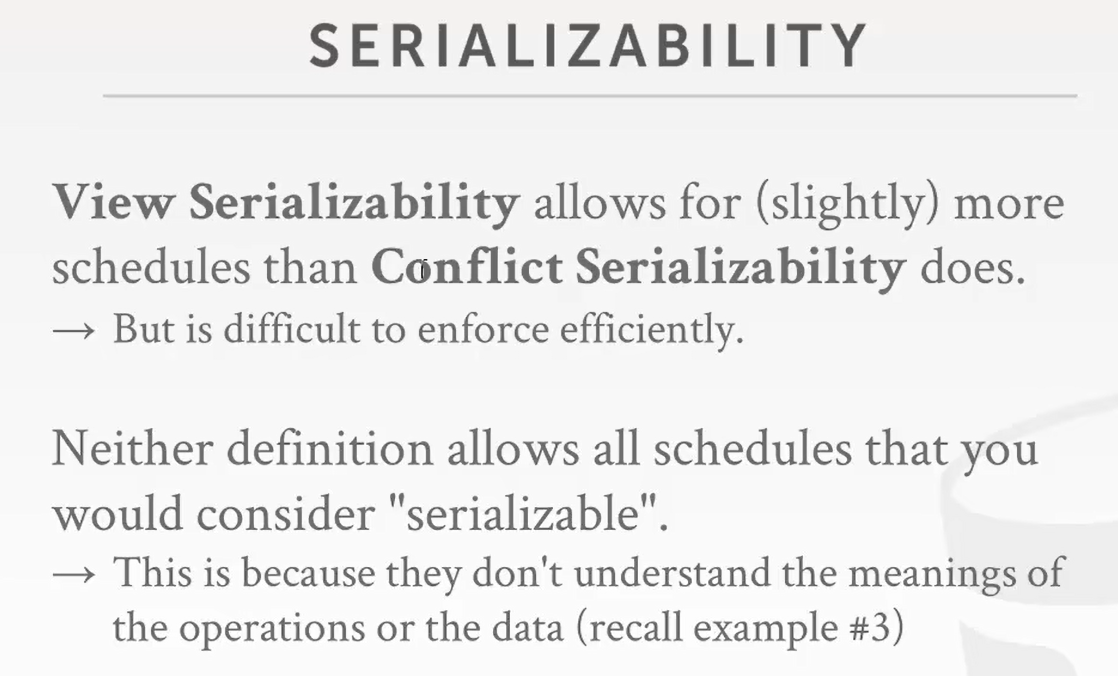 SERIALIZABILITY
View Serializability allows for (slightly) more
schedules than Conflict Serializability does.
→ But is difficult to enforce efficiently.
Neither definition allows all schedules that you
would consider "serializable".
→ This is because they don't understand the meanings of
the operations or the data (recall example #3)